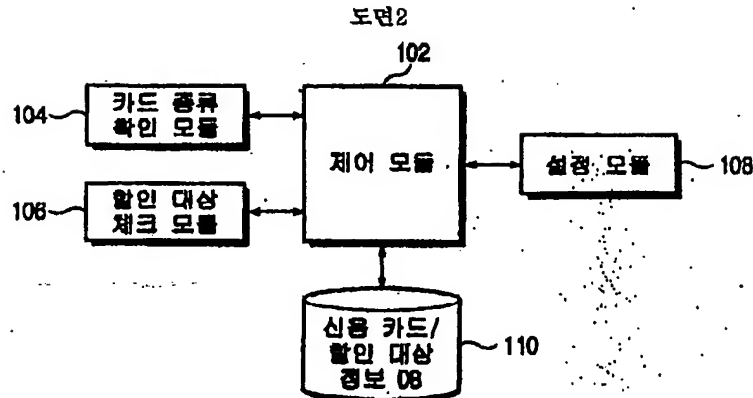 도면2
102
104
카드 종류
확인 모듈
제어 모듈
설정 모듈
108
106
할인 대상
체크 모듈
신용 카드/
할인 대상
정보 DB
110